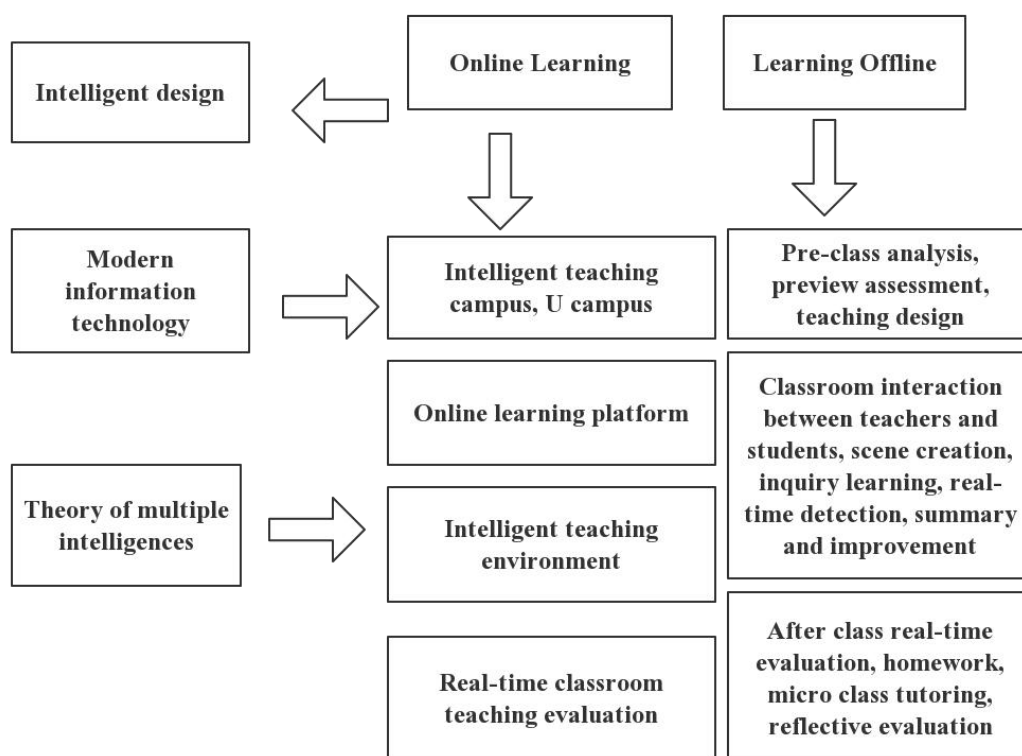 Intelligent design
Online Learning
Learning Offline
Modern
information
technology
Intelligent teaching
campus, U campus
Pre-class analysis,
preview assessment,
teaching design
Online learning platform
Classroom interaction
between teachers and
students, scene creation,
inquiry learning, real-
time detection, summary
and improvement
Theory of multiple
intelligences
Intelligent teaching
environment
Real-time classroom
teaching evaluation
After class real-time
evaluation, homework,
micro class tutoring,
reflective evaluation